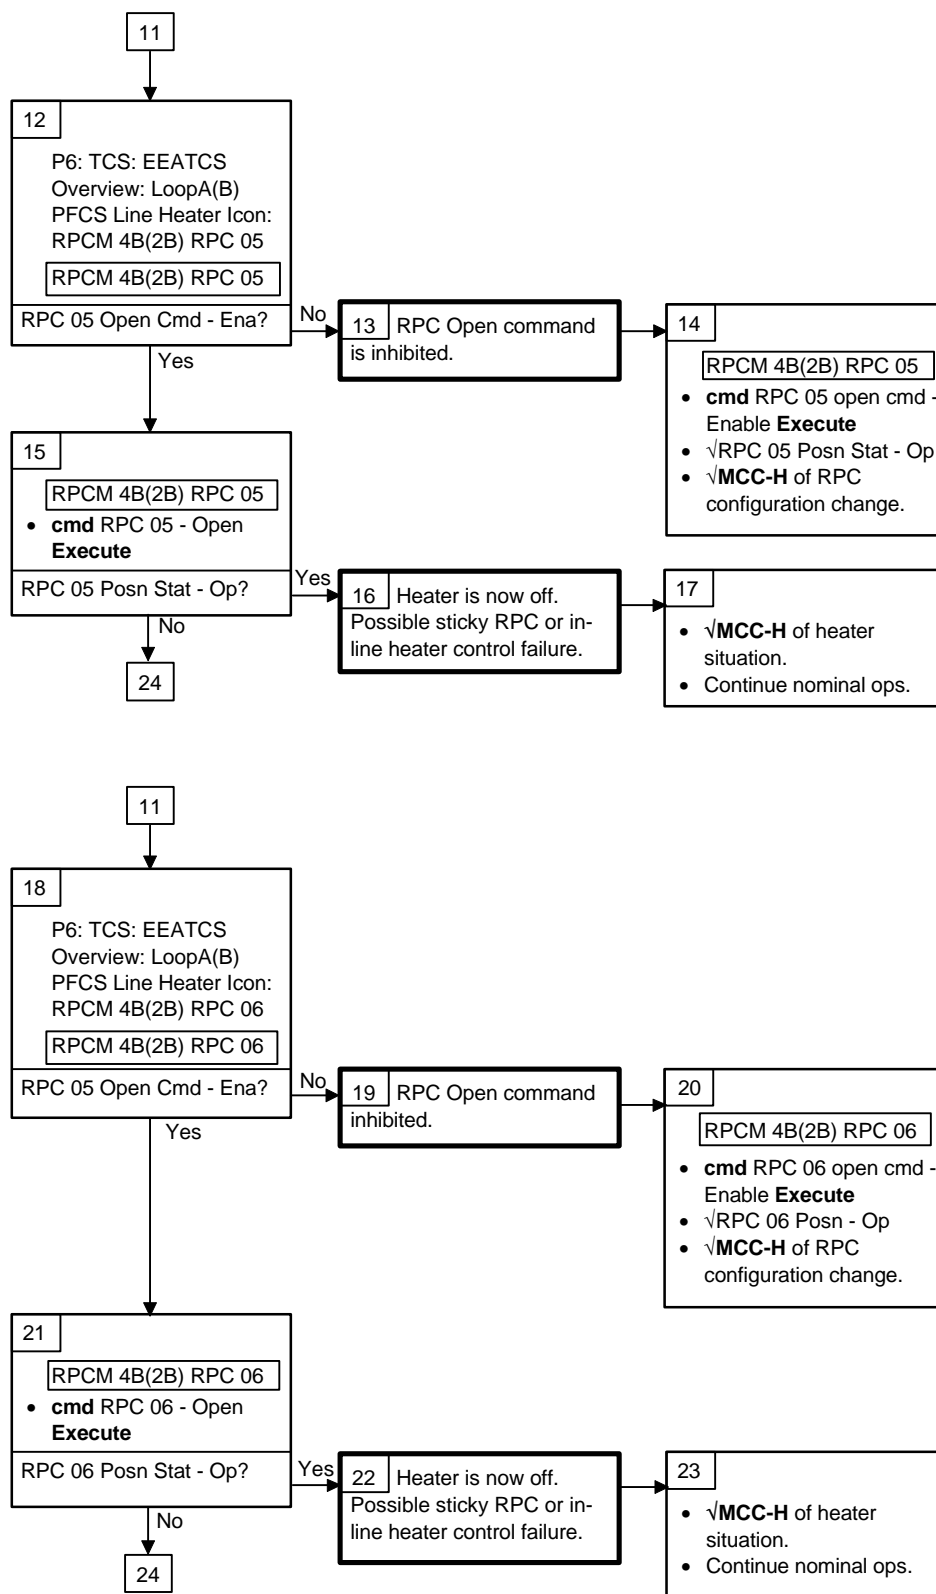 11
12
P6: TCS: EEATCS
Overview: LoopA(B)
PFCS Line Heater Icon:
RPCM 4B(2B) RPC 05
RPCM 4B(2B) RPC 05
RPC 05 Open Cmd - Ena?
No
Yes
13 RPC Open command
is inhibited.
14
RPCM 4B(2B) RPC 05
• cmd RPC 05 open cmd -
Enable Execute
• √RPC 05 Posn Stat - Op
• √MCC-H of RPC
configuration change.
15
RPCM 4B(2B) RPC 05
• cmd RPC 05 - Open
Execute
RPC 05 Posn Stat - Op?
Yes
No
24
16 Heater is now off.
Possible sticky RPC or in-
line heater control failure.
17
• √MCC-H of heater
situation.
• Continue nominal ops.
11
18
P6: TCS: EEATCS
Overview: LoopA(B)
PFCS Line Heater Icon:
RPCM 4B(2B) RPC 06
RPCM 4B(2B) RPC 06
RPC 05 Open Cmd - Ena?
No
Yes
19 RPC Open command
inhibited.
20
RPCM 4B(2B) RPC 06
• cmd RPC 06 open cmd -
Enable Execute
• √RPC 06 Posn - Op
• √MCC-H of RPC
configuration change.
21
RPCM 4B(2B) RPC 06
• cmd RPC 06 - Open
Execute
RPC 06 Posn Stat - Op?
Yes
No
24
22 Heater is now off.
Possible sticky RPC or in-
line heater control failure.
23
• √MCC-H of heater
situation.
• Continue nominal ops.